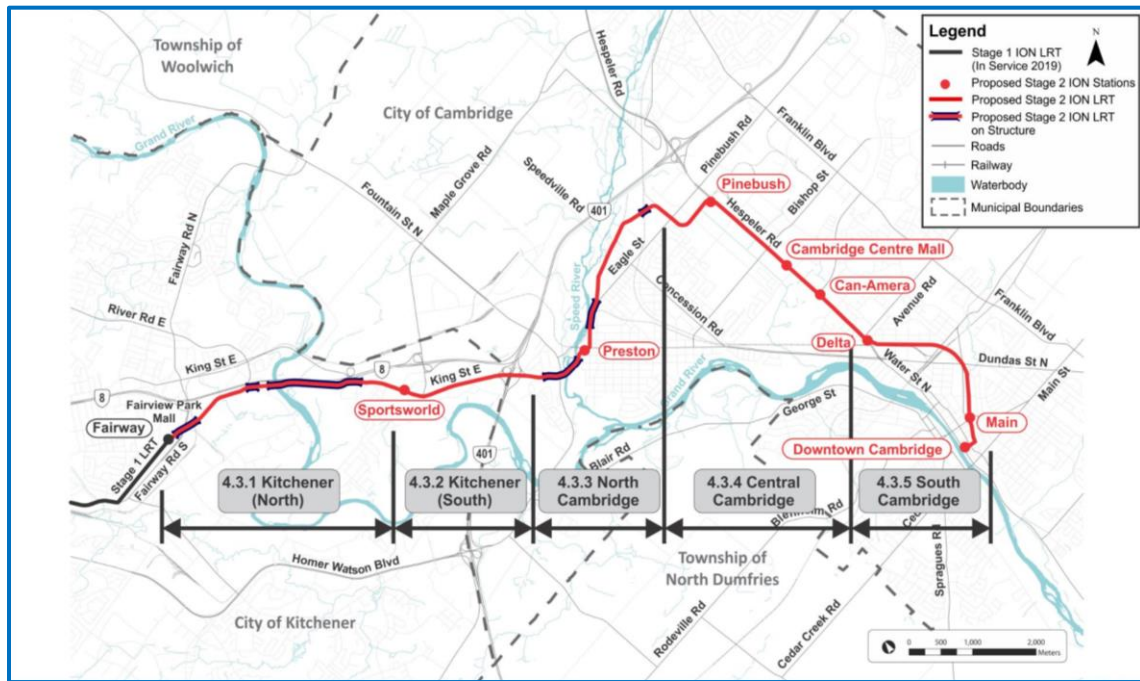 Legend
N
Stage 1 ION LRT
(In Service 2019)
Proposed Stage 2 ION Stations
Proposed Stage 2 ION LRT
Proposed Stage 2 ION LRT
on Structure
Roads
Railway
Waterbody
Municipal Boundaries
Township of
Woolwich
City of Cambridge
Hespeler Rd
Grand River
Fountain St N
Maple Grove Rd
Speedville Rd
401
Pinebush Rd
Franklin Blvd
Bishop St
Pinebush
Hespeler Rd
Cambridge Centre Mall
Can-Amera
Avenue Rd
Franklin Blvd
Fairway Rd N
Eagle St
Speed River
Concession Rd
River Rd E
King St E
8
King St E
Preston
Delta
Water St N
Dundas St N
Main St
8
Fairview Park
Mall
Fairway
Sportsworld
Grand River
George St
Main
Downtown Cambridge
Stage 1 LRT
Fairway Rd S
401
Blair Rd
4.3.1 Kitchener
(North)
4.3.2 Kitchener
(South)
4.3.3 North
Cambridge
4.3.4 Central
Cambridge
4.3.5 South
Cambridge
Homer Watson Blvd
Township of
North Dumfries
Spragues Rd
City of Kitchener
Rodeville Rd
Cedar Creek Rd
0 500 1,000 2,000
Meters